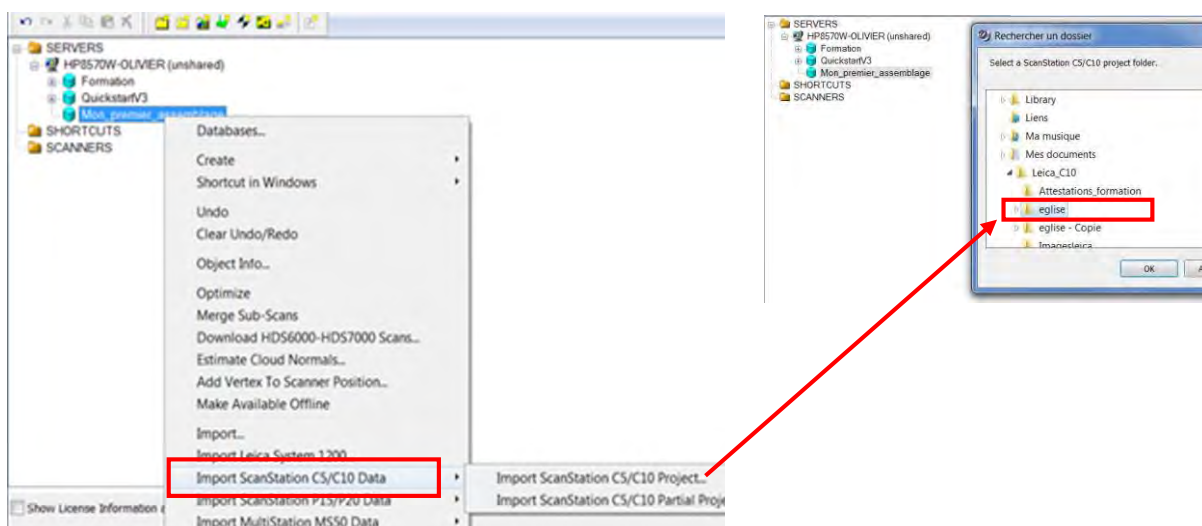 SERVERS
HP8570W-OLIVIER (unshared)
Formation
QuickstartV3
Mon_premier_assemblage
SHORTCUTS
SCANNERS
Databases...
Create
Shortcut in Windows
Undo
Clear Undo/Redo
Object Info...
Optimize
Merge Sub-Scans
Download HDS6000-HDS7000 Scans...
Estimate Cloud Normals...
Add Vertex To Scanner Position...
Make Available Offline
Import...
Import Leica System 1200
Import ScanStation C5/C10 Data
Import ScanStation P15/P20 Data
Import MultiStation MS50 Data
Import ScanStation C5/C10 Project...
Import ScanStation C5/C10 Partial Proje
Show License Information a
SERVERS
HP8570W-OLIVIER (unshared)
Formation
QuickstartV3
Mon_premier_assemblage
SHORTCUTS
SCANNERS
Rechercher un dossier
Select a ScanStation C5/C10 project folder.
Library
Liens
Ma musique
Mes documents
Leica_C10
Attestations_formation
eglise
eglise - Copie
Imagesleica
OK
A